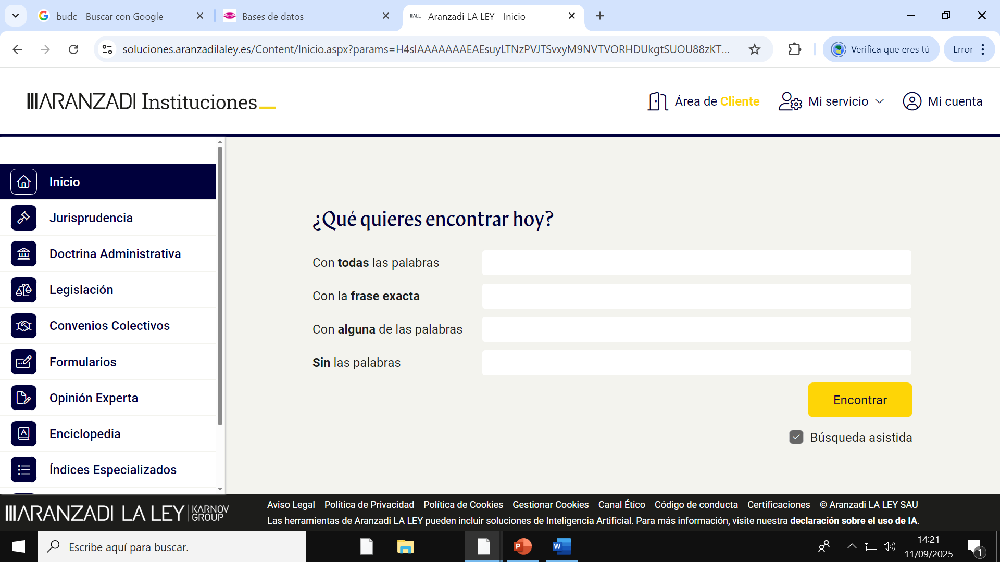 budc - Buscar con Google
Bases de datos
Aranzadi LA LEY - Inicio
soluciones.aranzadilaley.es/Content/Inicio.aspx?params=H4sIAAAAAAAEAEsuyLTNzPVJTSvxyM9NVTVORHDUkgtSUOU88zKT...
Verifica que eres tú
Error
ARANZADI Instituciones
Área de Cliente
Mi servicio
Mi cuenta
Inicio
Jurisprudencia
Doctrina Administrativa
Legislación
Convenios Colectivos
Formularios
Opinión Experta
Enciclopedia
Índices Especializados
¿Qué quieres encontrar hoy?
Con todas las palabras
Con la frase exacta
Con alguna de las palabras
Sin las palabras
Encontrar
Búsqueda asistida
ARANZADI LA LEY KARNOV GROUP
Aviso Legal Política de Privacidad Política de Cookies Gestionar Cookies Canal Ético Código de conducta Certificaciones © Aranzadi LA LEY SAU
Las herramientas de Aranzadi LA LEY pueden incluir soluciones de Inteligencia Artificial. Para más información, visite nuestra declaración sobre el uso de IA.
Escribe aquí para buscar.
14:21
11/09/2025
1